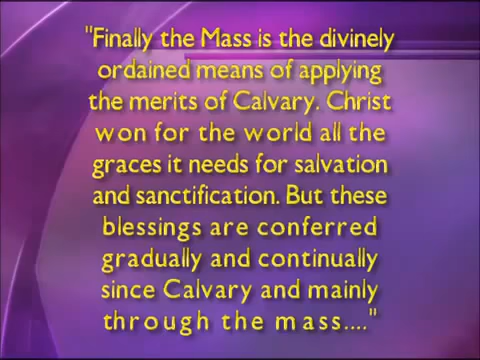 "Finally the Mass is the divinely
ordained means of applying
the merits of Calvary. Christ
won for the world all the
graces it needs for salvation
and sanctification. But these
blessings are conferred
gradually and continually
since Calvary and mainly
through the mass...."